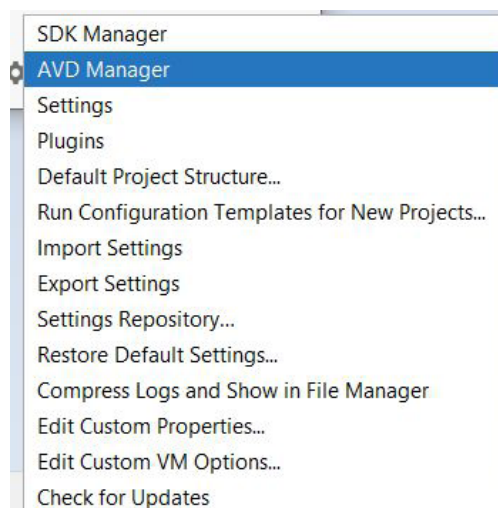 SDK Manager
AVD Manager
Settings
Plugins
Default Project Structure...
Run Configuration Templates for New Projects...
Import Settings
Export Settings
Settings Repository...
Restore Default Settings...
Compress Logs and Show in File Manager
Edit Custom Properties...
Edit Custom VM Options...
Check for Updates